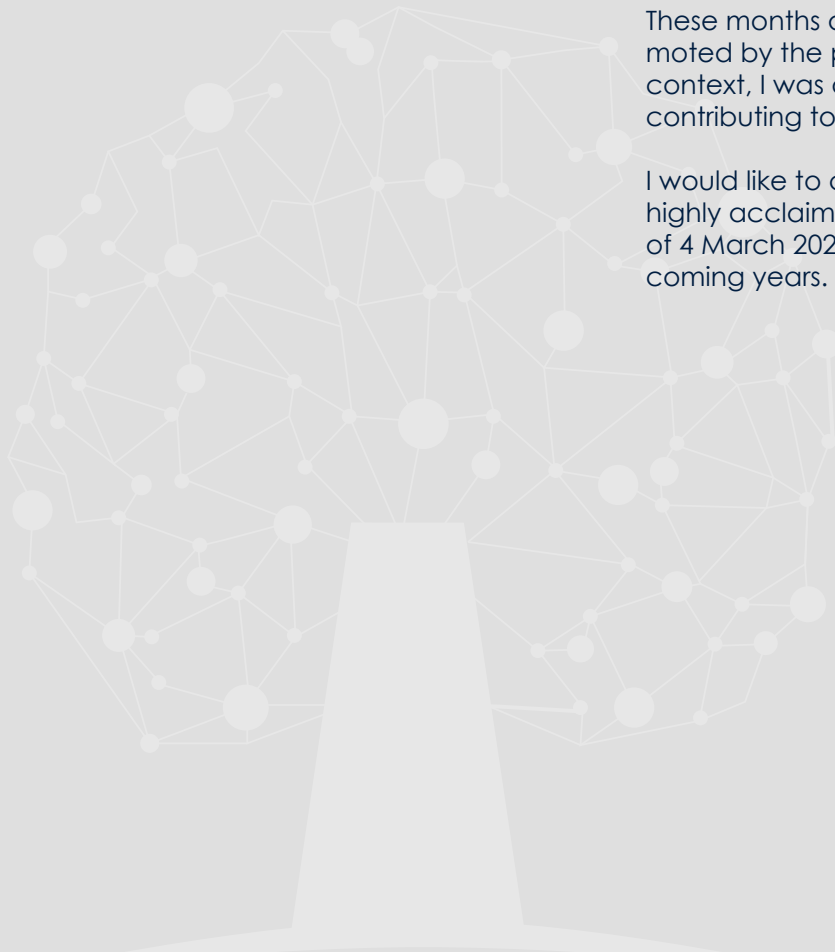 These months
moted by the
context, I was
contributing to
I would like to
highly acclaim
of 4 March 202
coming years.